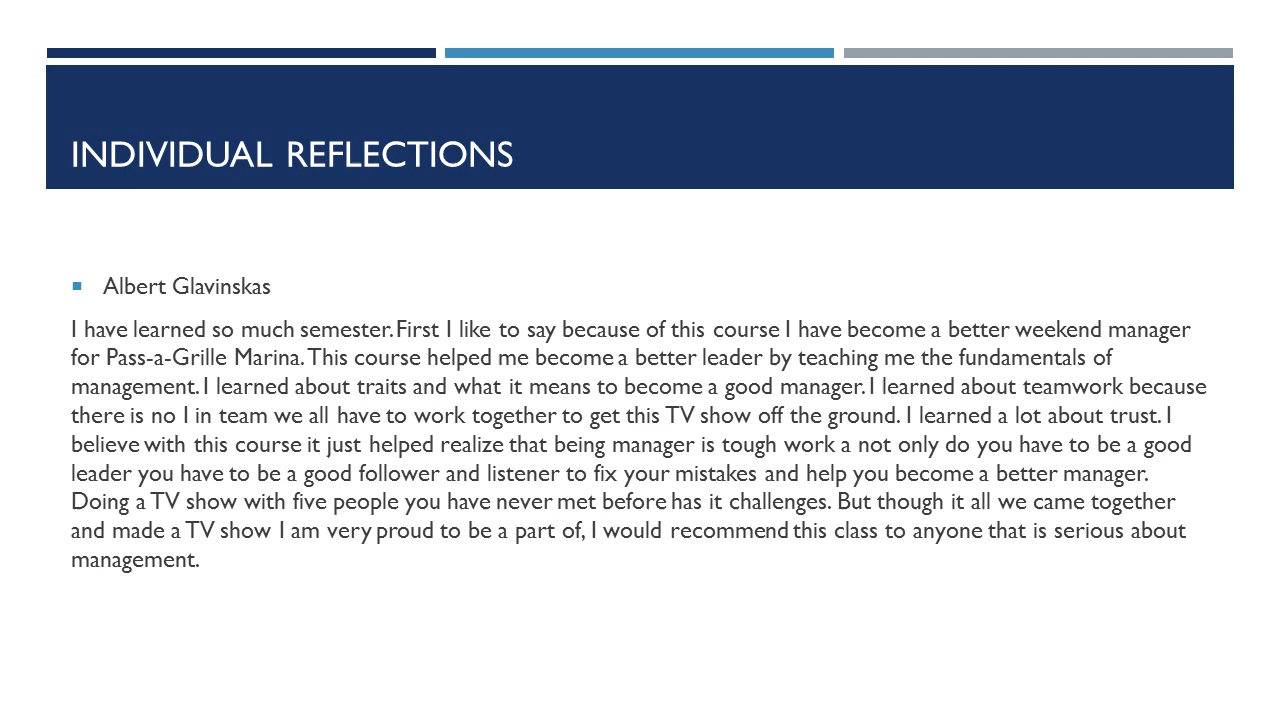 INDIVIDUAL REFLECTIONS
Albert Glavinskas
I have learned so much semester. First I like to say because of this course I have become a better weekend manager
for Pass-a-Grille Marina. This course helped me become a better leader by teaching me the fundamentals of
management. I learned about traits and what it means to become a good manager. I learned about teamwork because
there is no I in team we all have to work together to get this TV show off the ground. I learned a lot about trust. I
believe with this course it just helped realize that being manager is tough work a not only do you have to be a good
leader you have to be a good follower and listener to fix your mistakes and help you become a better manager.
Doing a TV show with five people you have never met before has it challenges. But though it all we came together
and made a TV show I am very proud to be a part of, I would recommend this class to anyone that is serious about
management.